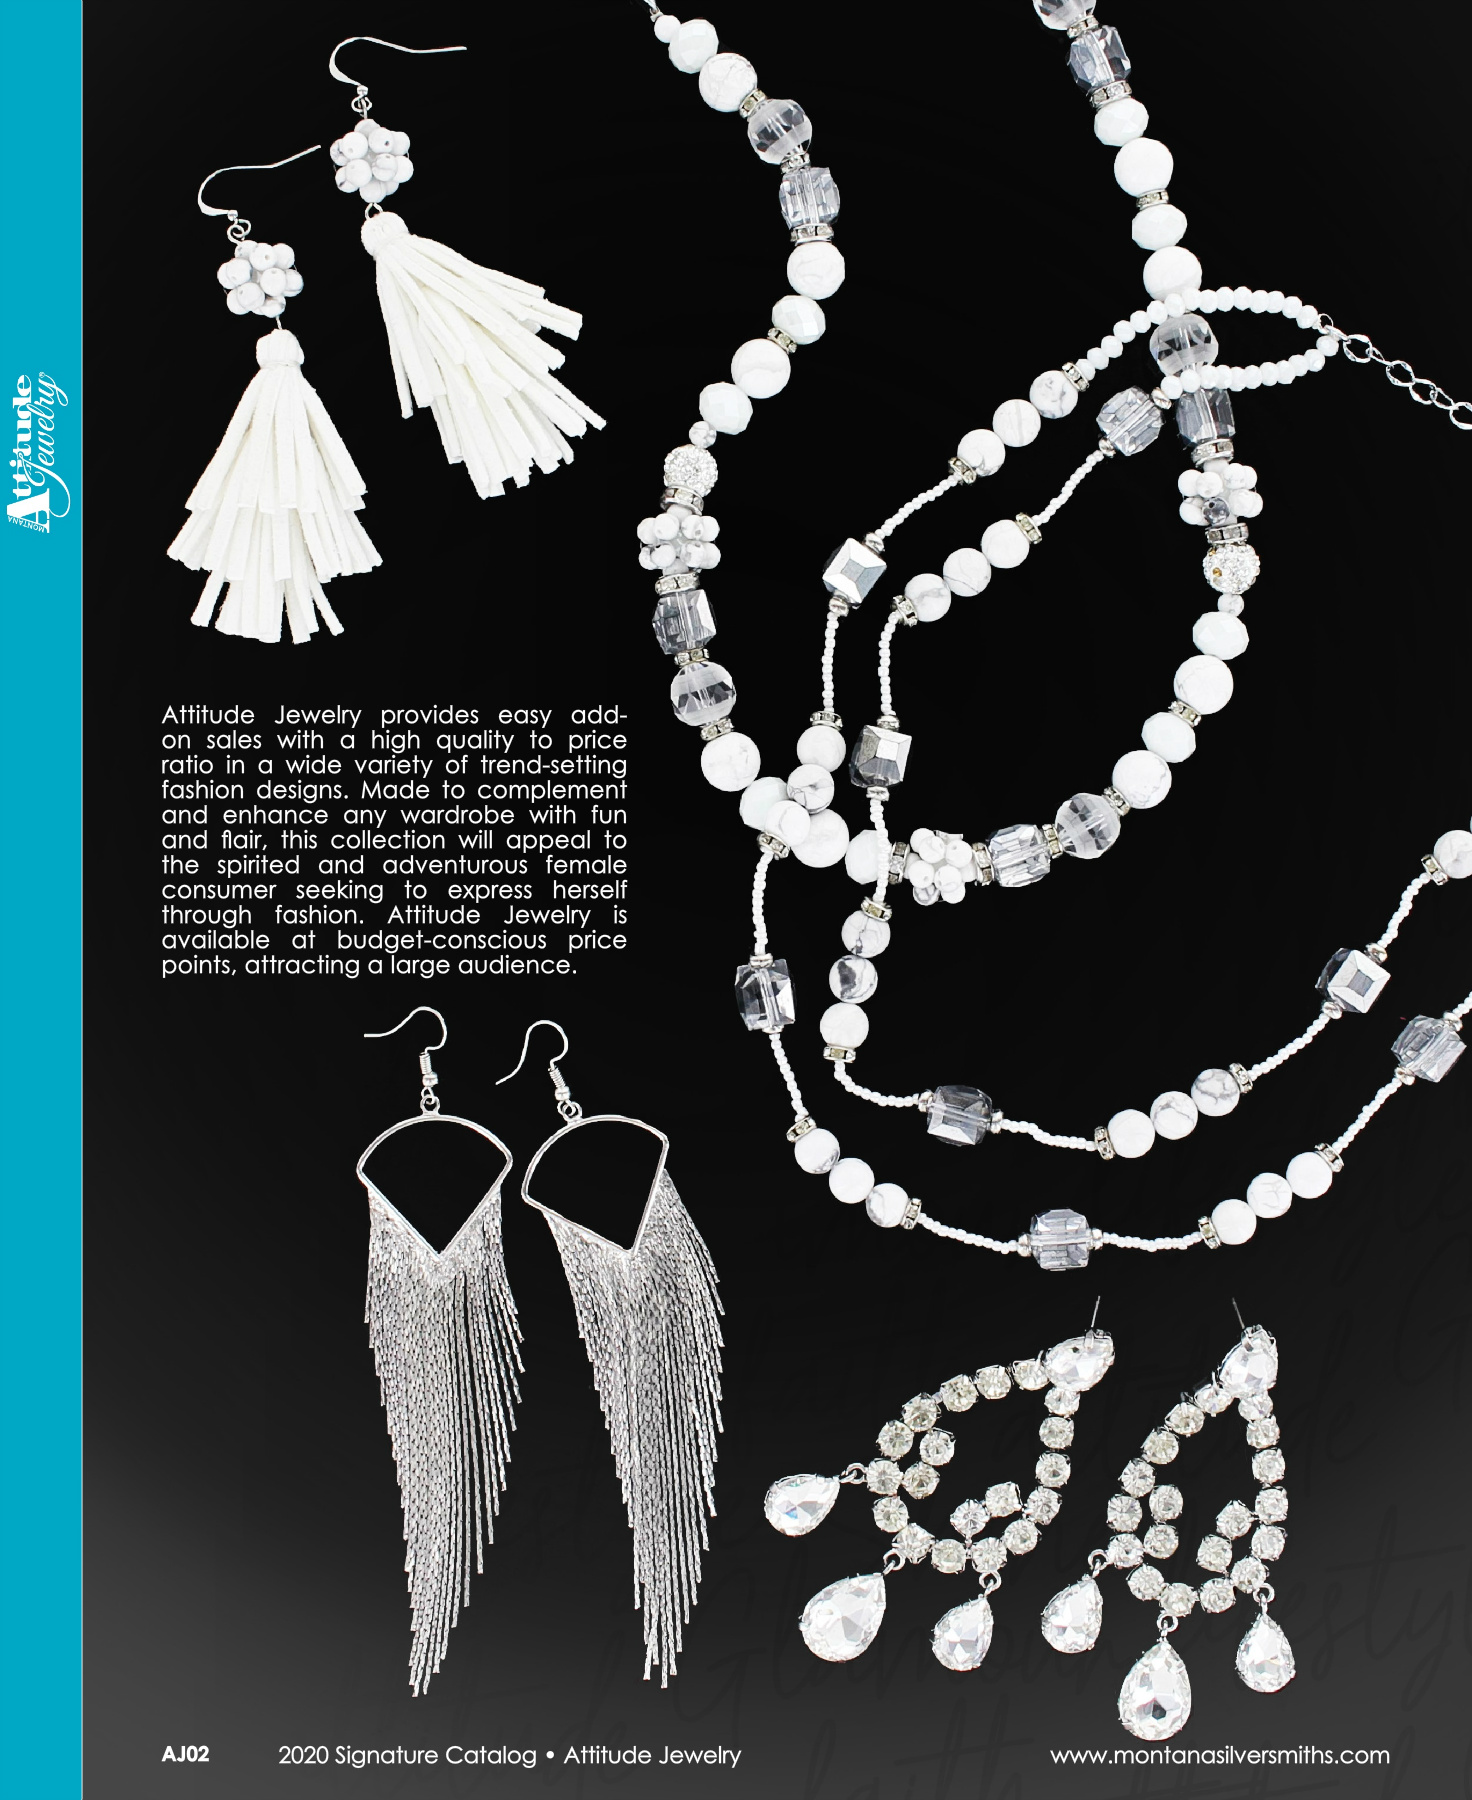 MONTANA
Attitude
Jewelry®
Attitude Jewelry provides easy add-
on sales with a high quality to price
ratio in a wide variety of trend-setting
fashion designs. Made to complement
and enhance any wardrobe with fun
and flair, this collection will appeal to
the spirited and adventurous female
consumer seeking to express herself
through fashion. Attitude Jewelry is
available at budget-conscious price
points, attracting a large audience.
AJ02 2020 Signature Catalog • Attitude Jewelry www.montanasilversmiths.com